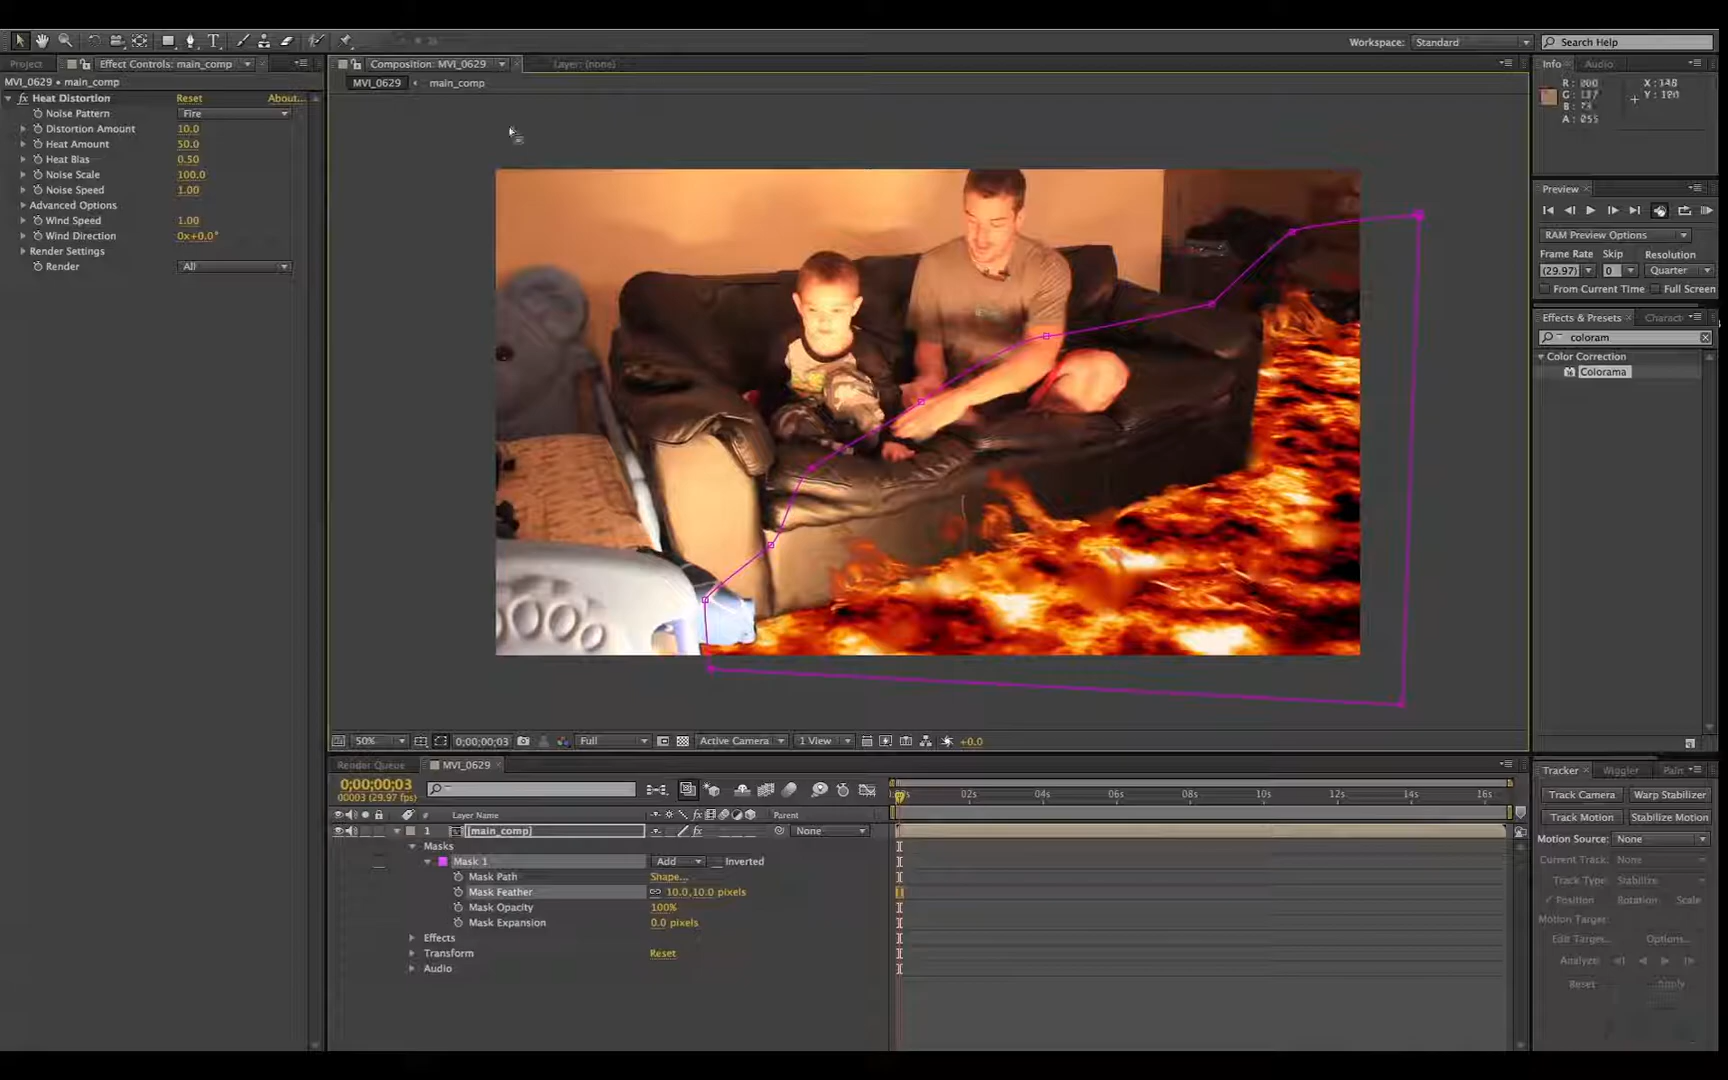 Workspace: Standard Search Help
Project Effect Controls: main_comp Composition: MVI_0629 Layer: (none) Info Audio
MVI_0629 • main_comp MVI_0629 main_comp
Heat Distortion Reset About...
Noise Pattern Fire
Distortion Amount 10.0
Heat Amount 50.0
Heat Bias 0.50
Noise Scale 100.0
Noise Speed 1.00
Advanced Options
Wind Speed 1.00
Wind Direction 0x+0.0°
Render Settings
Render All
R:
G:
B:
A: 055
X:
Y:
Preview
RAM Preview Options
Frame Rate Skip Resolution
(29.97) 0 Quarter
From Current Time Full Screen
Effects & Presets Charact
coloram
Color Correction
Colorama
50% 0;00;00;03 Full Active Camera 1 View +0.0
Render Queue MVI_0629
0;00;00;03
00003 (29.97 fps)
02s 04s 06s 08s 10s 12s 14s 16s
# Layer Name Parent
1 [main_comp] None
Masks
Mask 1 Add Inverted
Mask Path Shape...
Mask Feather 10.0,10.0 pixels
Mask Opacity 100%
Mask Expansion 0.0 pixels
Effects
Transform Reset
Audio
Tracker Wiggler Pain
Track Camera Warp Stabilizer
Track Motion Stabilize Motion
Motion Source: None
Current Track: None
Track Type: Stabilize
Position Rotation Scale
Motion Target:
Edit Target... Options...
Analyze:
Reset Apply